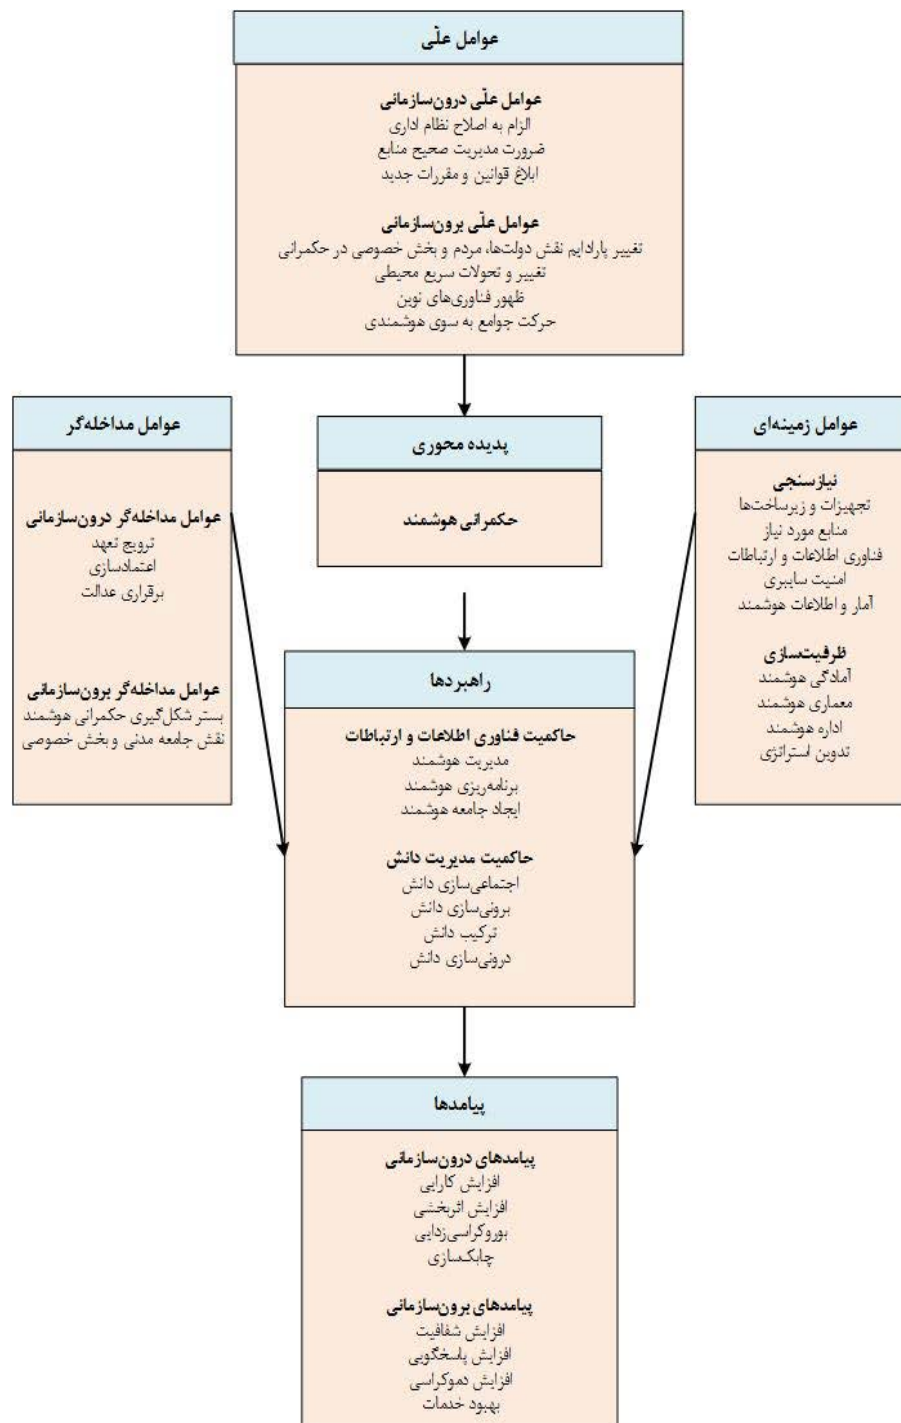 عوامل علّی
عوامل علّی درون‌سازمانی
الزام به اصلاح نظام اداری
ضرورت مدیریت صحیح منابع
ابلاغ قوانین و مقررات جدید
عوامل علّی برون‌سازمانی
تغییر پارادایم نقش دولت‌ها، مردم و بخش خصوصی در حکمرانی
تغییر و تحولات سریع محیطی
ظهور فناوری‌های نوین
حرکت جوامع به سوی هوشمندی
عوامل زمینه‌ای
نیازسنجی
تجهیزات و زیرساخت‌ها
منابع مورد نیاز
فناوری اطلاعات و ارتباطات
امنیت سایبری
آمار و اطلاعات هوشمند
ظرفیت‌سازی
آمادگی هوشمند
معماری هوشمند
اداره هوشمند
تدوین استراتژی
پدیده محوری
حکمرانی هوشمند
عوامل مداخله‌گر
عوامل مداخله‌گر درون‌سازمانی
ترویج تعهد
اعتمادسازی
برقراری عدالت
عوامل مداخله‌گر برون‌سازمانی
بستر شکل‌گیری حکمرانی هوشمند
نقش جامعه مدنی و بخش خصوصی
راهبردها
حاکمیت فناوری اطلاعات و ارتباطات
مدیریت هوشمند
برنامه‌ریزی هوشمند
ایجاد جامعه هوشمند
حاکمیت مدیریت دانش
اجتماعی‌سازی دانش
برونی‌سازی دانش
ترکیب دانش
درونی‌سازی دانش
پیامدها
پیامدهای درون‌سازمانی
افزایش کارایی
افزایش اثربخشی
بوروکراسی‌زدایی
چابک‌سازی
پیامدهای برون‌سازمانی
افزایش شفافیت
افزایش پاسخگویی
افزایش دموکراسی
بهبود خدمات